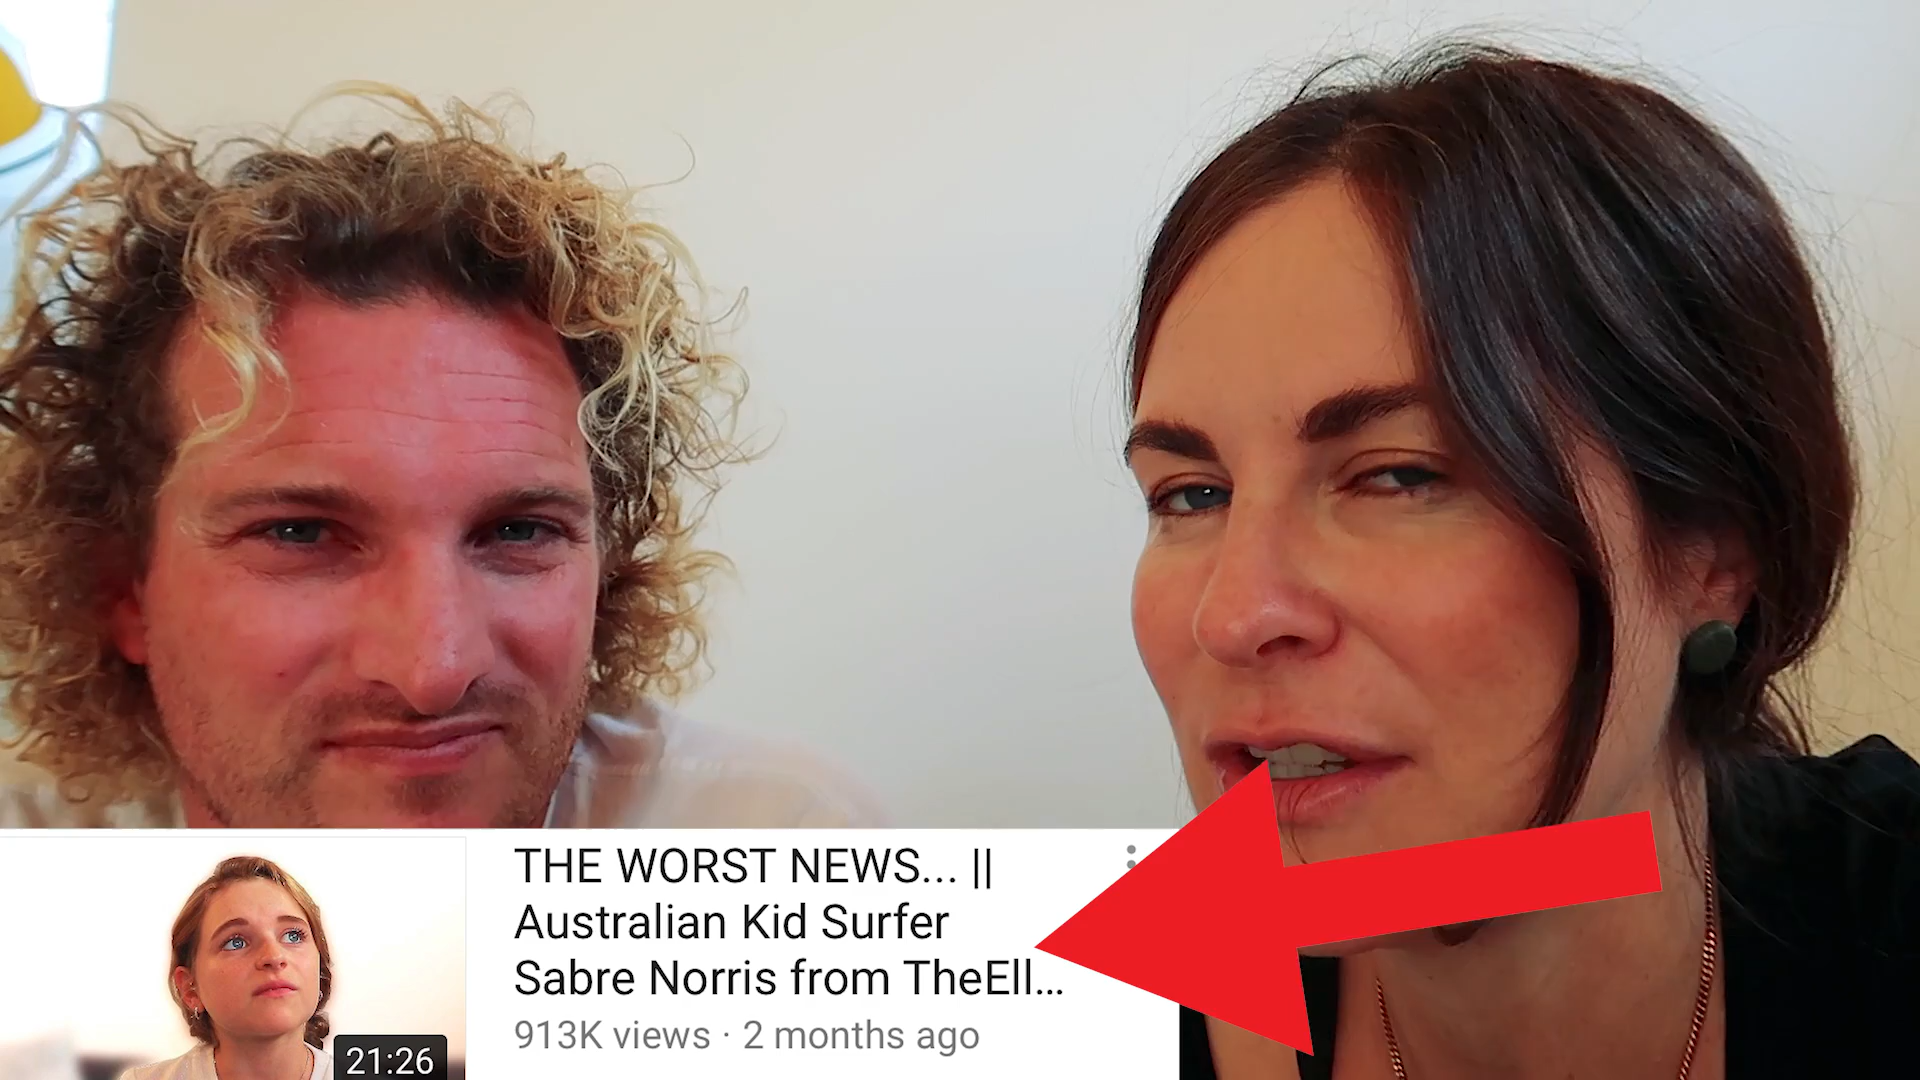 THE WORST NEWS... ||
Australian Kid Surfer
Sabre Norris from TheEll...
913K views · 2 months ago
21:26